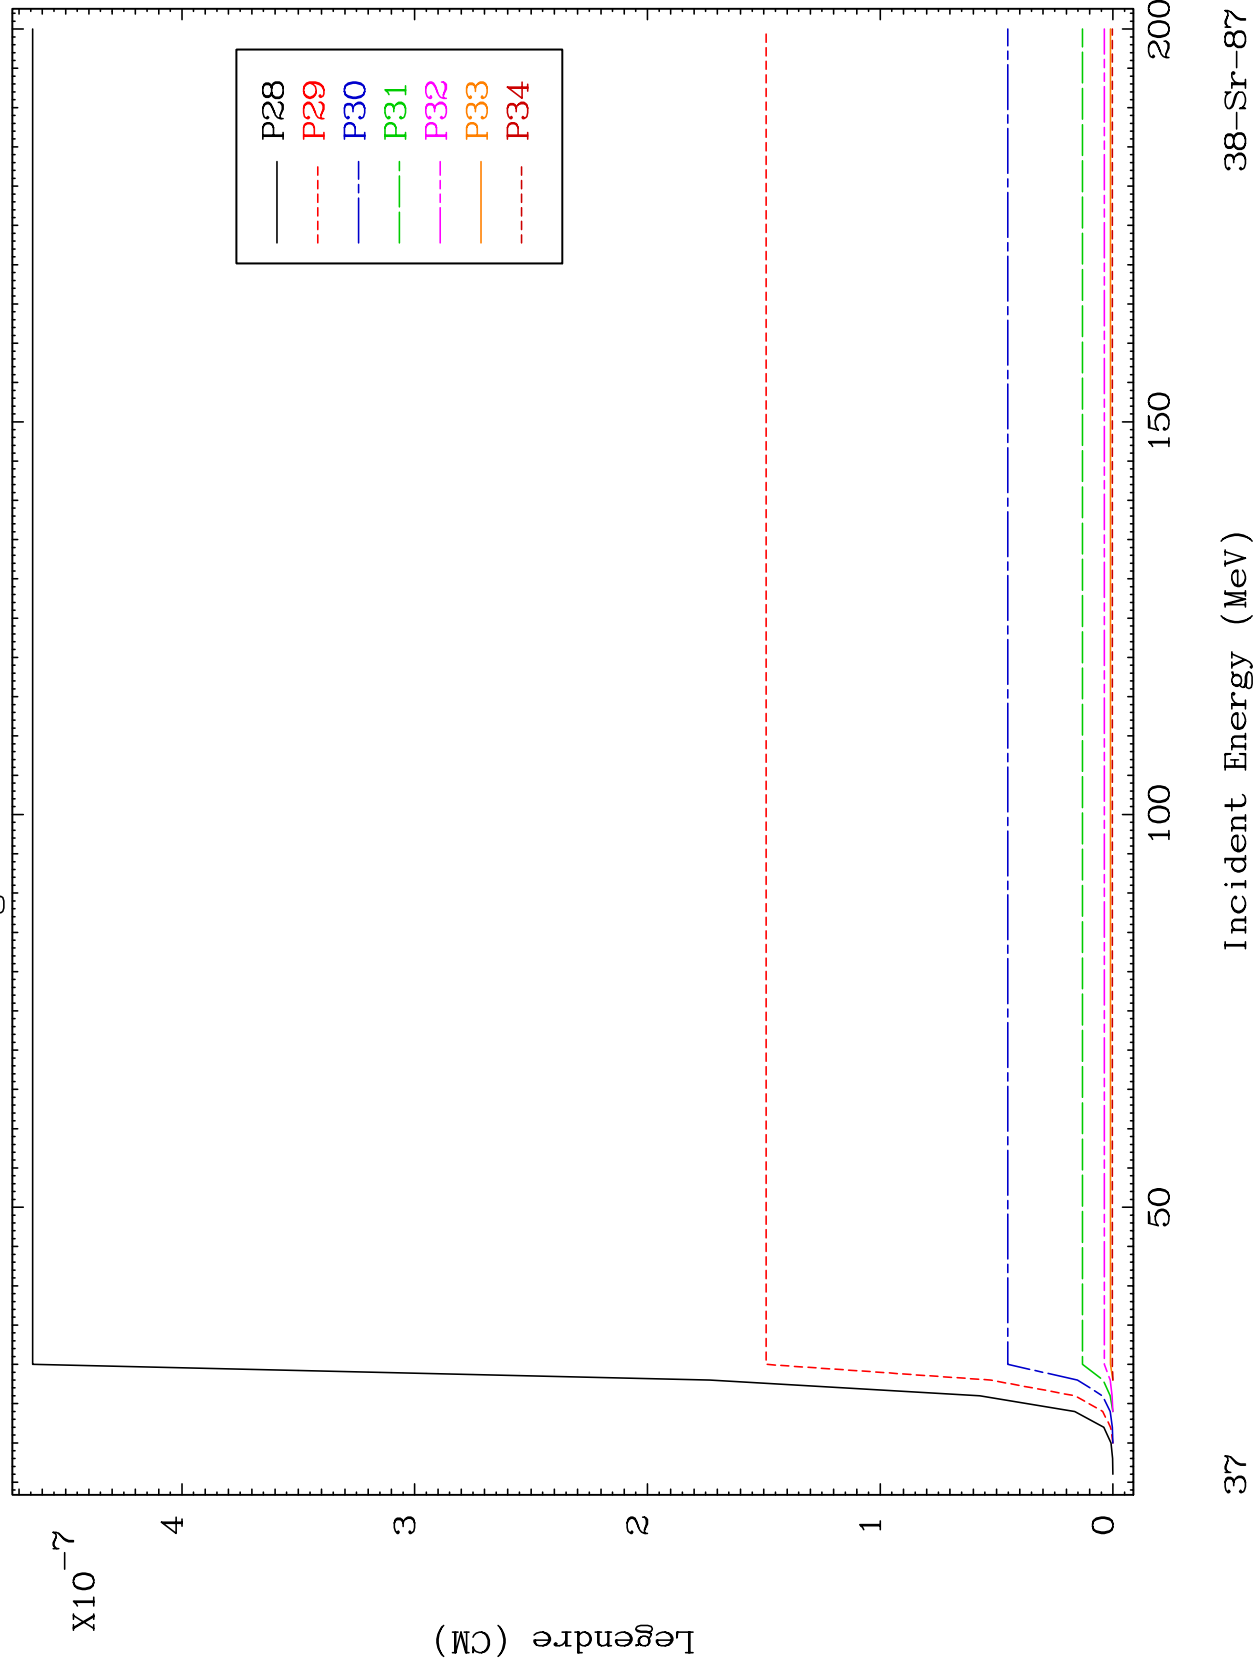 X10-7
4
3
2
1
0
Legendre (CM)
P28
P29
P30
P31
P32
P33
P34
50
100
150
200
Incident Energy (MeV)
37
38-Sr-87